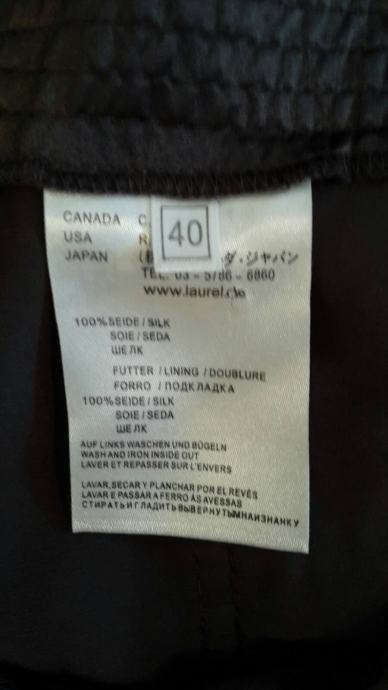 CANADA C
40
USA R
JAPAN ダ・ジャパン
TEL. 03 - 5786 - 6860
www.laurel.de
100%SEIDE/SILK
SOIE/SEDA
ШЕЛК
FUTTER/LINING/DOUBLURE
FORRO/ПОДКЛАДКА
100%SEIDE/SILK
SOIE/SEDA
ШЕЛК
AUF LINKS WASCHEN UND BÜGELN
WASH AND IRON INSIDE OUT
LAVER ET REPASSER SUR L'ENVERS
LAVAR, SECAR Y PLANCHAR POR EL REVÉS
LAVAR E PASSAR A FERRO ÀS AVESSAS
СТИРАТЬ И ГЛАДИТЬ ВЫВЕРНУТЫМ НАИЗНАНКУ